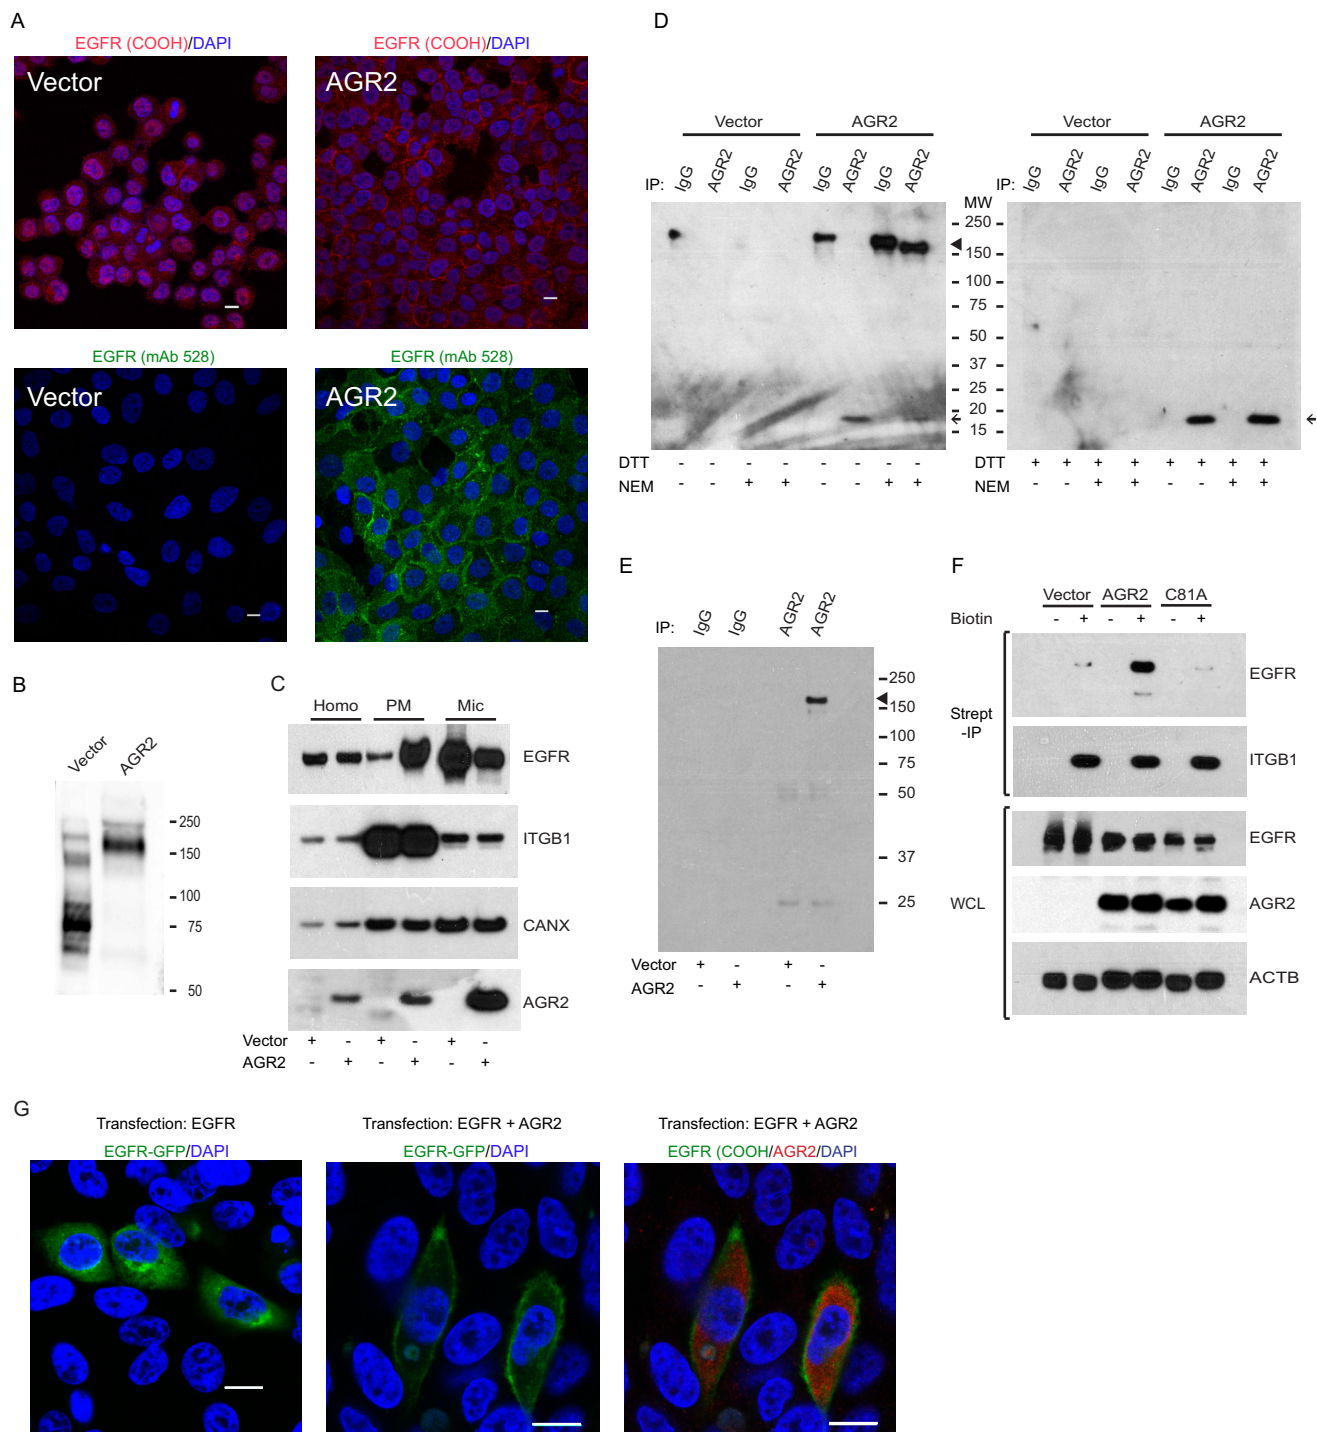 A
EGFR (COOH)/DAPI
EGFR (COOH)/DAPI
Vector
AGR2
EGFR (mAb 528)
EGFR (mAb 528)
Vector
AGR2
B
Vector
AGR2
250
150
100
75
50
C
Homo PM Mic
EGFR
ITGB1
CANX
AGR2
Vector + - + - + -
AGR2 - + - + - +
D
Vector AGR2 Vector AGR2
IP: IgG AGR2 IgG AGR2 IgG AGR2 IgG AGR2 IP: IgG AGR2 IgG AGR2 IgG AGR2 IgG AGR2
MW
250
150
100
75
50
37
25
20
15
DTT - - - - - - - - DTT + + + + + + + +
NEM - - + + - - + + NEM - - + + - - + +
E
IP: IgG IgG AGR2 AGR2
250
150
100
75
50
37
25
Vector + - + -
AGR2 - + - +
F
Vector AGR2 C81A
Biotin - + - + - +
Strept
-IP
EGFR
ITGB1
WCL
EGFR
AGR2
ACTB
G
Transfection: EGFR
Transfection: EGFR + AGR2
Transfection: EGFR + AGR2
EGFR-GFP/DAPI
EGFR-GFP/DAPI
EGFR (COOH/AGR2/DAPI